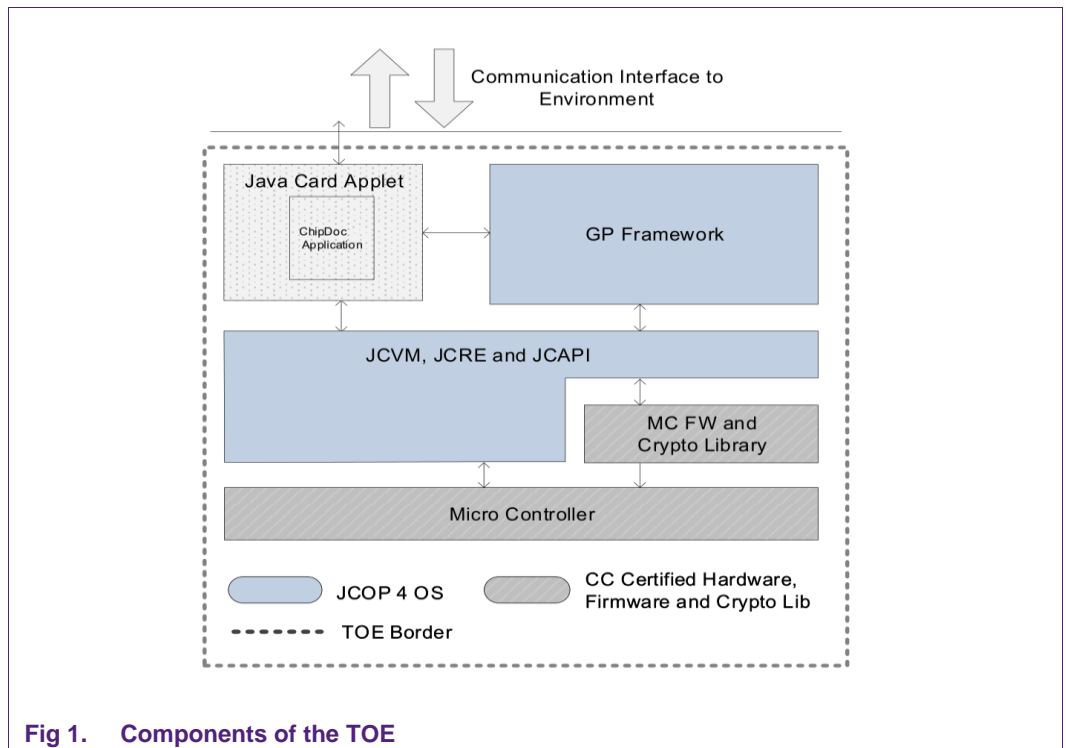 Communication Interface to
Environment
Java Card Applet
ChipDoc
Application
GP Framework
JCVM, JCRE and JCAPI
MC FW and
Crypto Library
Micro Controller
JCOP 4 OS
CC Certified Hardware,
Firmware and Crypto Lib
TOE Border
Fig 1. Components of the TOE